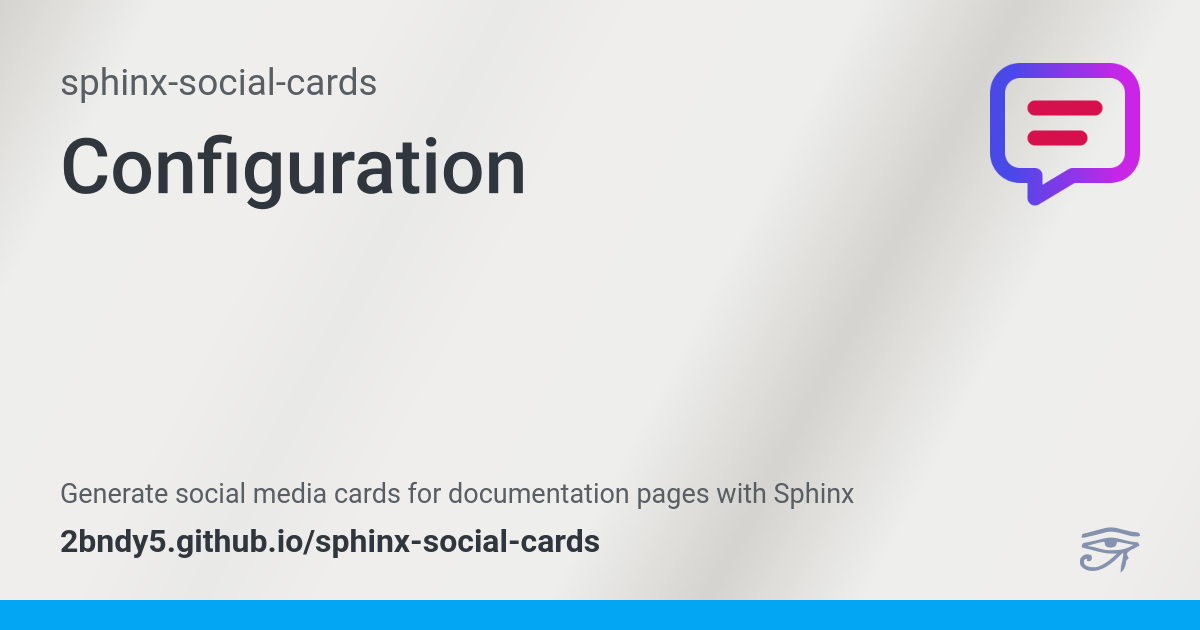 sphinx-social-cards
Configuration
Generate social media cards for documentation pages with Sphinx
2bndy5.github.io/sphinx-social-cards